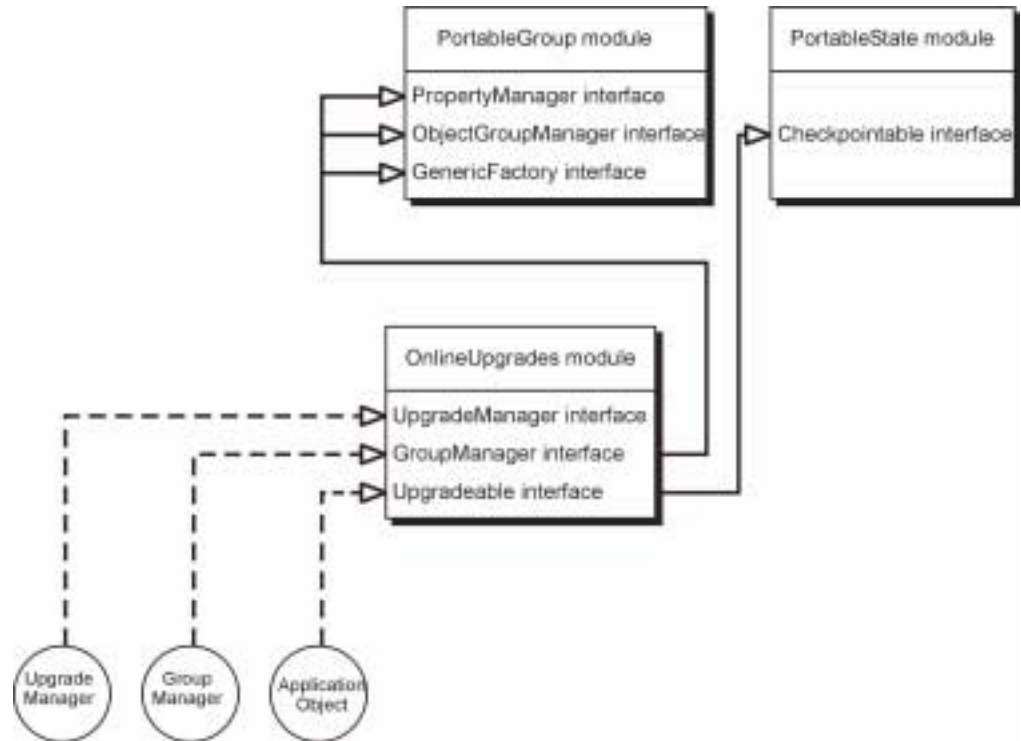 PortableGroup module
PropertyManager interface
ObjectGroupManager interface
GenericFactory interface
PortableState module
Checkpointable interface
OnlineUpgrades module
UpgradeManager interface
GroupManager interface
Upgradeable interface
Upgrade
Manager
Group
Manager
Application
Object